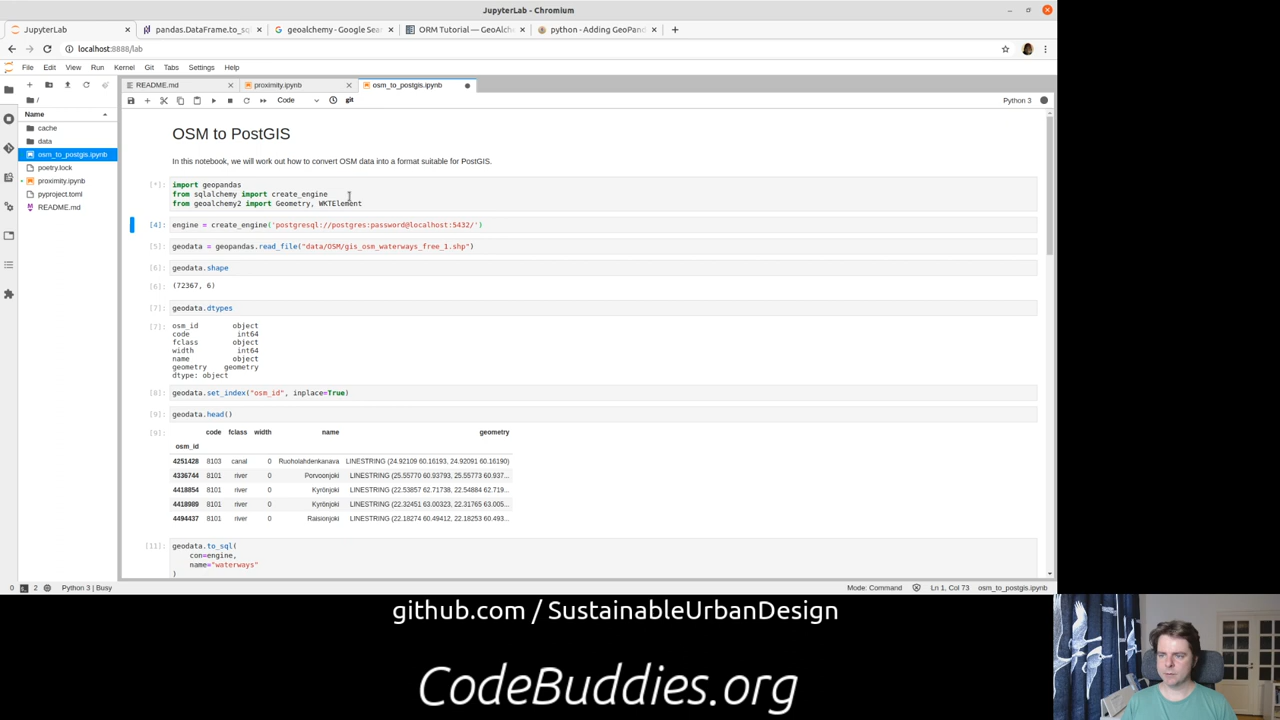 JupyterLab - Chromium
JupyterLab
pandas.DataFrame.to_sq
geoalchemy - Google Sea
ORM Tutorial — GeoAlche
python - Adding GeoPand
localhost:8888/lab
File Edit View Run Kernel Git Tabs Settings Help
README.md
proximity.ipynb
osm_to_postgis.ipynb
Code
git
Python 3
/
Name
cache
data
osm_to_postgis.ipynb
poetry.lock
proximity.ipynb
pyproject.toml
README.md
OSM to PostGIS
In this notebook, we will work out how to convert OSM data into a format suitable for PostGIS.
[*]: import geopandas
from sqlalchemy import create_engine
from geoalchemy2 import Geometry, WKTElement
[4]: engine = create_engine('postgresql://postgres:password@localhost:5432/')
[5]: geodata = geopandas.read_file("data/OSM/gis_osm_waterways_free_1.shp")
[6]: geodata.shape
[6]: (72367, 6)
[7]: geodata.dtypes
[7]: osm_id object
code int64
fclass object
width int64
name object
geometry geometry
dtype: object
[8]: geodata.set_index("osm_id", inplace=True)
[9]: geodata.head()
[9]: code fclass width name geometry
osm_id
4251428 8103 canal 0 Ruoholahdenkanava LINESTRING (24.92109 60.16193, 24.92091 60.16190)
4336744 8101 river 0 Porvoonjoki LINESTRING (25.55770 60.93793, 25.55773 60.937...
4418854 8101 river 0 Kyrönjoki LINESTRING (22.53857 62.71738, 22.54884 62.719...
4418989 8101 river 0 Kyrönjoki LINESTRING (22.32451 63.00323, 22.31765 63.005...
4494437 8101 river 0 Raisionjoki LINESTRING (22.18274 60.49412, 22.18253 60.493...
[11]: geodata.to_sql(
con=engine,
name="waterways"
)
0 2 Python 3 | Busy
Mode: Command
Ln 1, Col 73
osm_to_postgis.ipynb
github.com / SustainableUrbanDesign
CodeBuddies.org